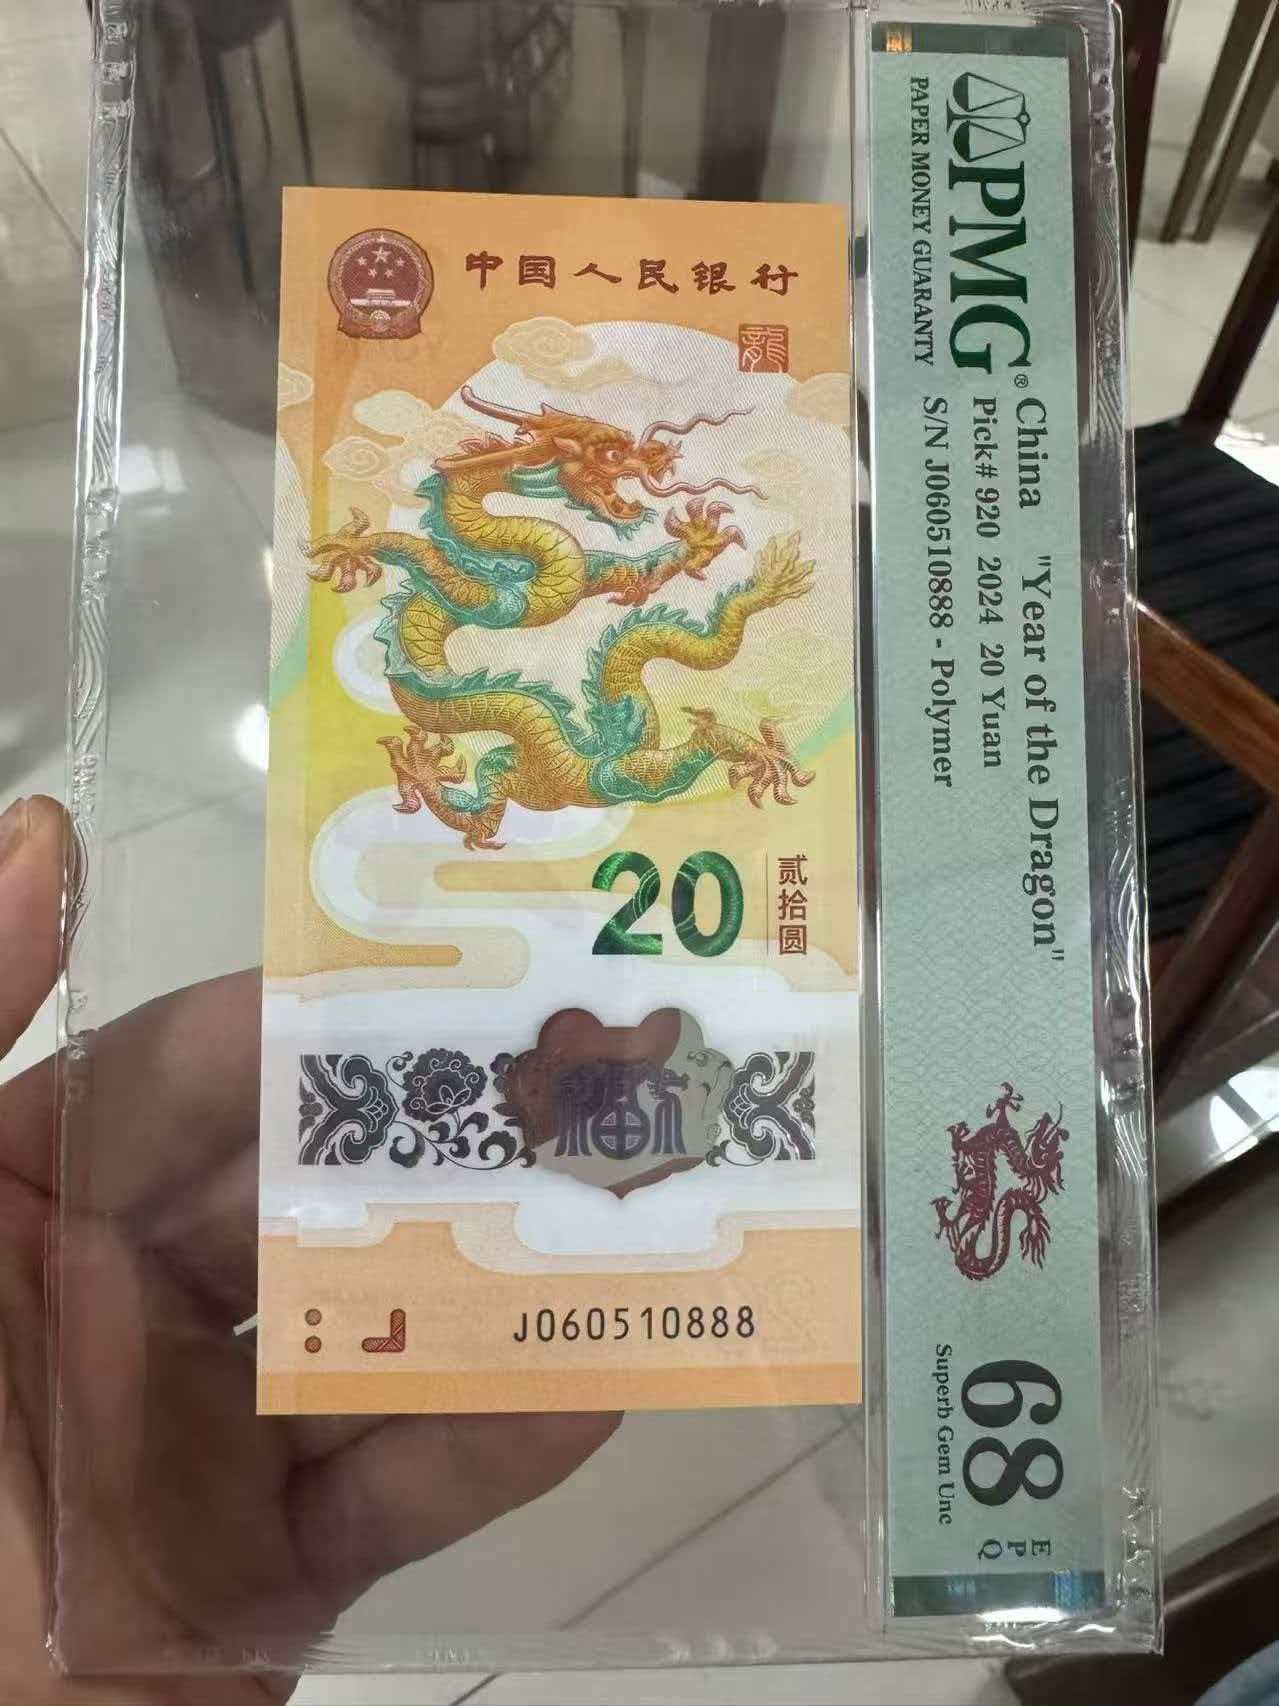 中国人民银行
龍
20
贰拾圆
J060510888
PMG®
PAPER MONEY GUARANTY
China "Year of the Dragon"
Pick# 920 2024 20 Yuan
S/N J060510888 - Polymer
68
EPQ
Superb Gem Unc